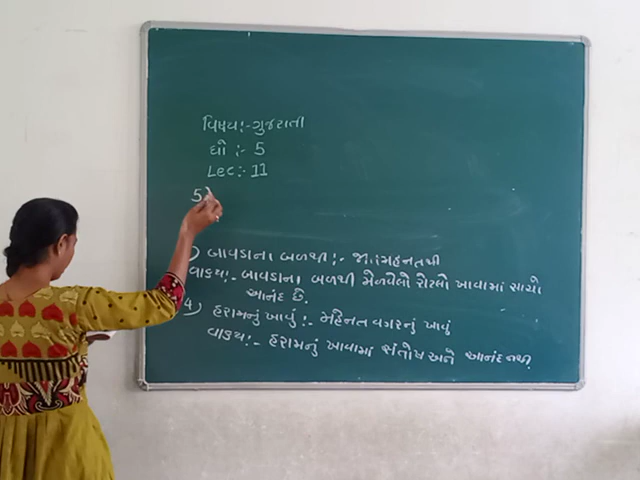 વિષય:-ગુજરાતી
ધો :- 5
Lec:- 11
5)
) બાવડાના બળથી :- જાતમહેનતથી
વાક્ય:- બાવડાના બળથી મેળવેલો રોટલો ખાવામાં સાચો
આનંદ છે.
4) હરામનું ખાવું :- મહેનત વગરનું ખાવું
વાક્ય:- હરામનું ખાવામાં સંતોષ અને આનંદ નથી.